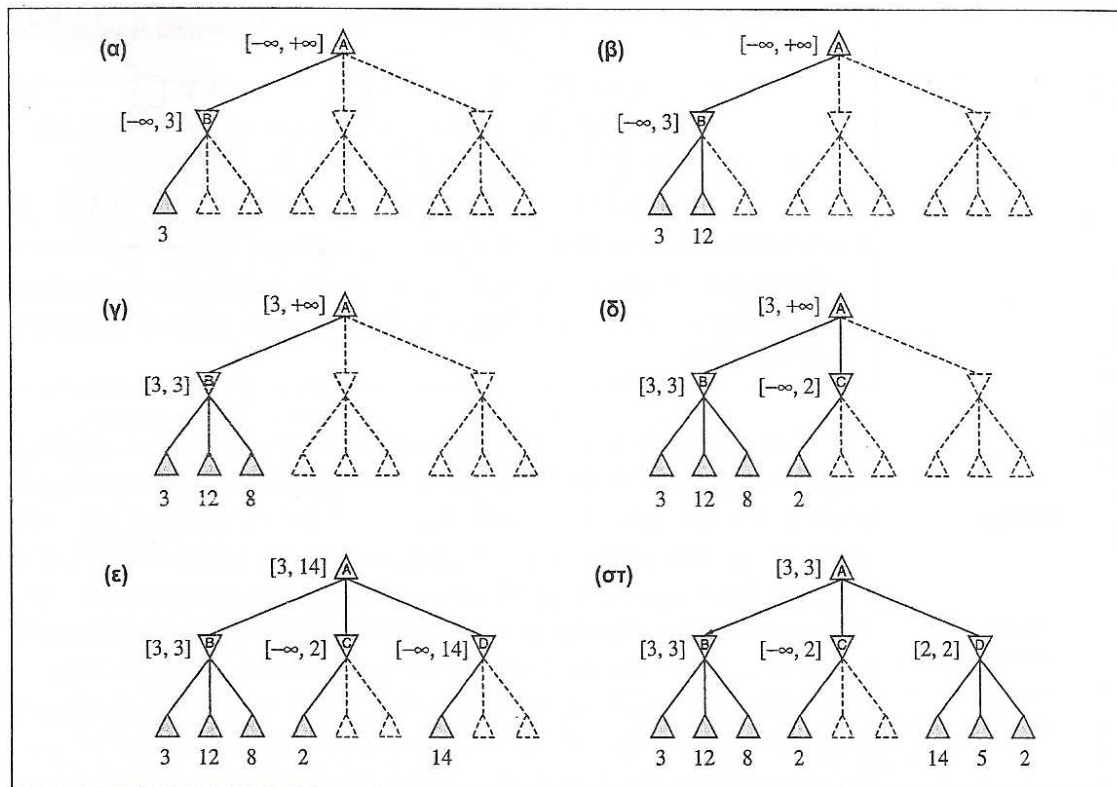 (α) [−∞, +∞] A
[−∞, 3] B
3
(β) [−∞, +∞] A
[−∞, 3] B
3 12
(γ) [3, +∞] A
[3, 3] B
3 12 8
(δ) [3, +∞] A
[3, 3] B [−∞, 2] C
3 12 8 2
(ε) [3, 14] A
[3, 3] B [−∞, 2] C [−∞, 14] D
3 12 8 2 14
(στ) [3, 3] A
[3, 3] B [−∞, 2] C [2, 2] D
3 12 8 2 14 5 2